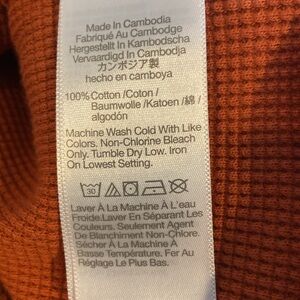 Made In Cambodia
Fabriqué Au Cambodge
Hergestellt In Kambodscha
Vervaardigd In Cambodja
カンボジア製
hecho en camboya
100% Cotton /Coton /
Baumwolle /Katoen /綿 /
algodón
Machine Wash Cold With Like
Colors. Non-Chlorine Bleach
Only. Tumble Dry Low. Iron
On Lowest Setting.
30
Laver À La Machine À L'eau
Froide.Laver En Séparant Les
Couleurs. Seulement Agent
De Blanchiment Non-Chlore.
Sécher À La Machine À
Basse Température. Fer Au
Réglage Le Plus Bas.